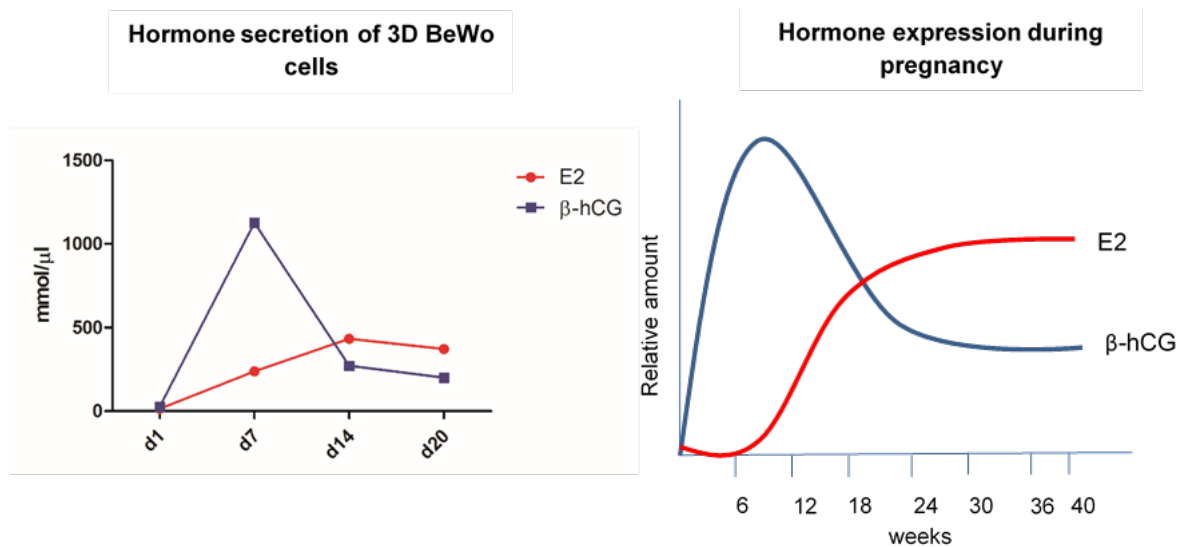 Hormone secretion of 3D BeWo
cells
1500
1000
500
0
mmol/µl
d1
d7
d14
d20
E2
β-hCG
Hormone expression during
pregnancy
Relative amount
E2
β-hCG
6 12 18 24 30 36 40
weeks